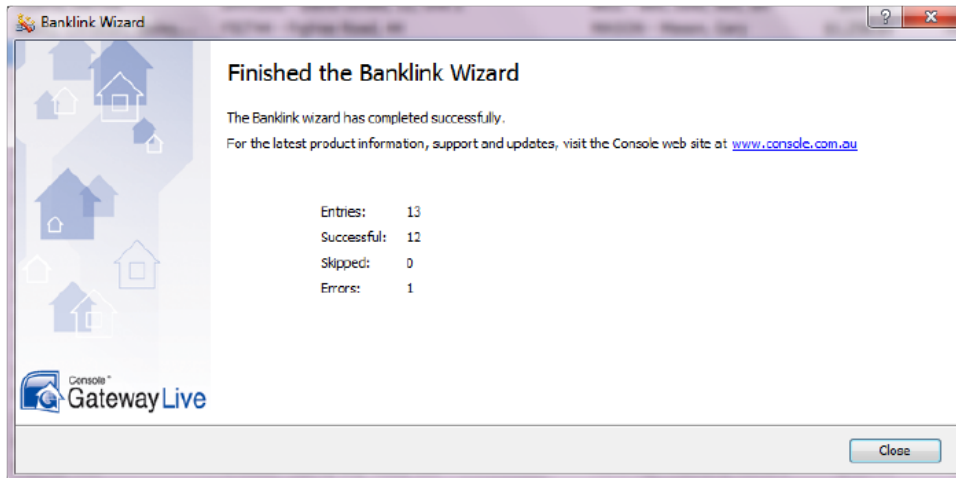 Banklink Wizard
Finished the Banklink Wizard
The Banklink wizard has completed successfully.
For the latest product information, support and updates, visit the Console web site at www.console.com.au
Entries: 13
Successful: 12
Skipped: 0
Errors: 1
Console™
GatewayLive
Close